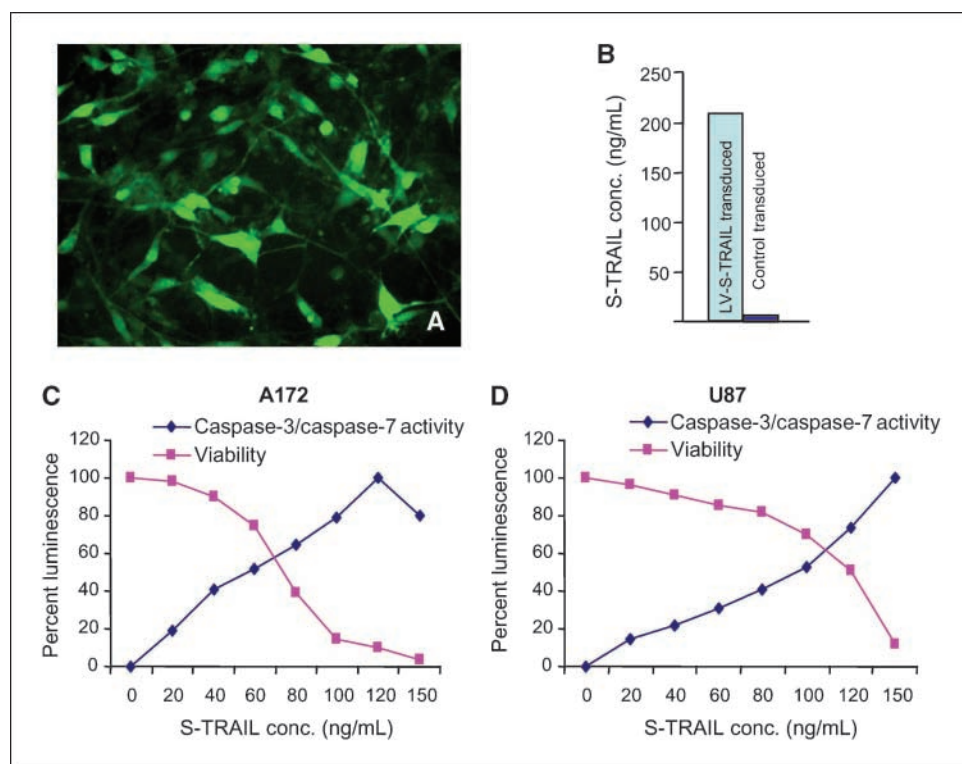 A
B
S-TRAIL conc. (ng/mL)
250
200
150
100
50
LV-S-TRAIL transduced
Control transduced
C
A172
Caspase-3/caspase-7 activity
Viability
Percent luminescence
120
100
80
60
40
20
0
0 20 40 60 80 100 120 150
S-TRAIL conc. (ng/mL)
D
U87
Caspase-3/caspase-7 activity
Viability
Percent luminescence
120
100
80
60
40
20
0
0 20 40 60 80 100 120 150
S-TRAIL conc. (ng/mL)